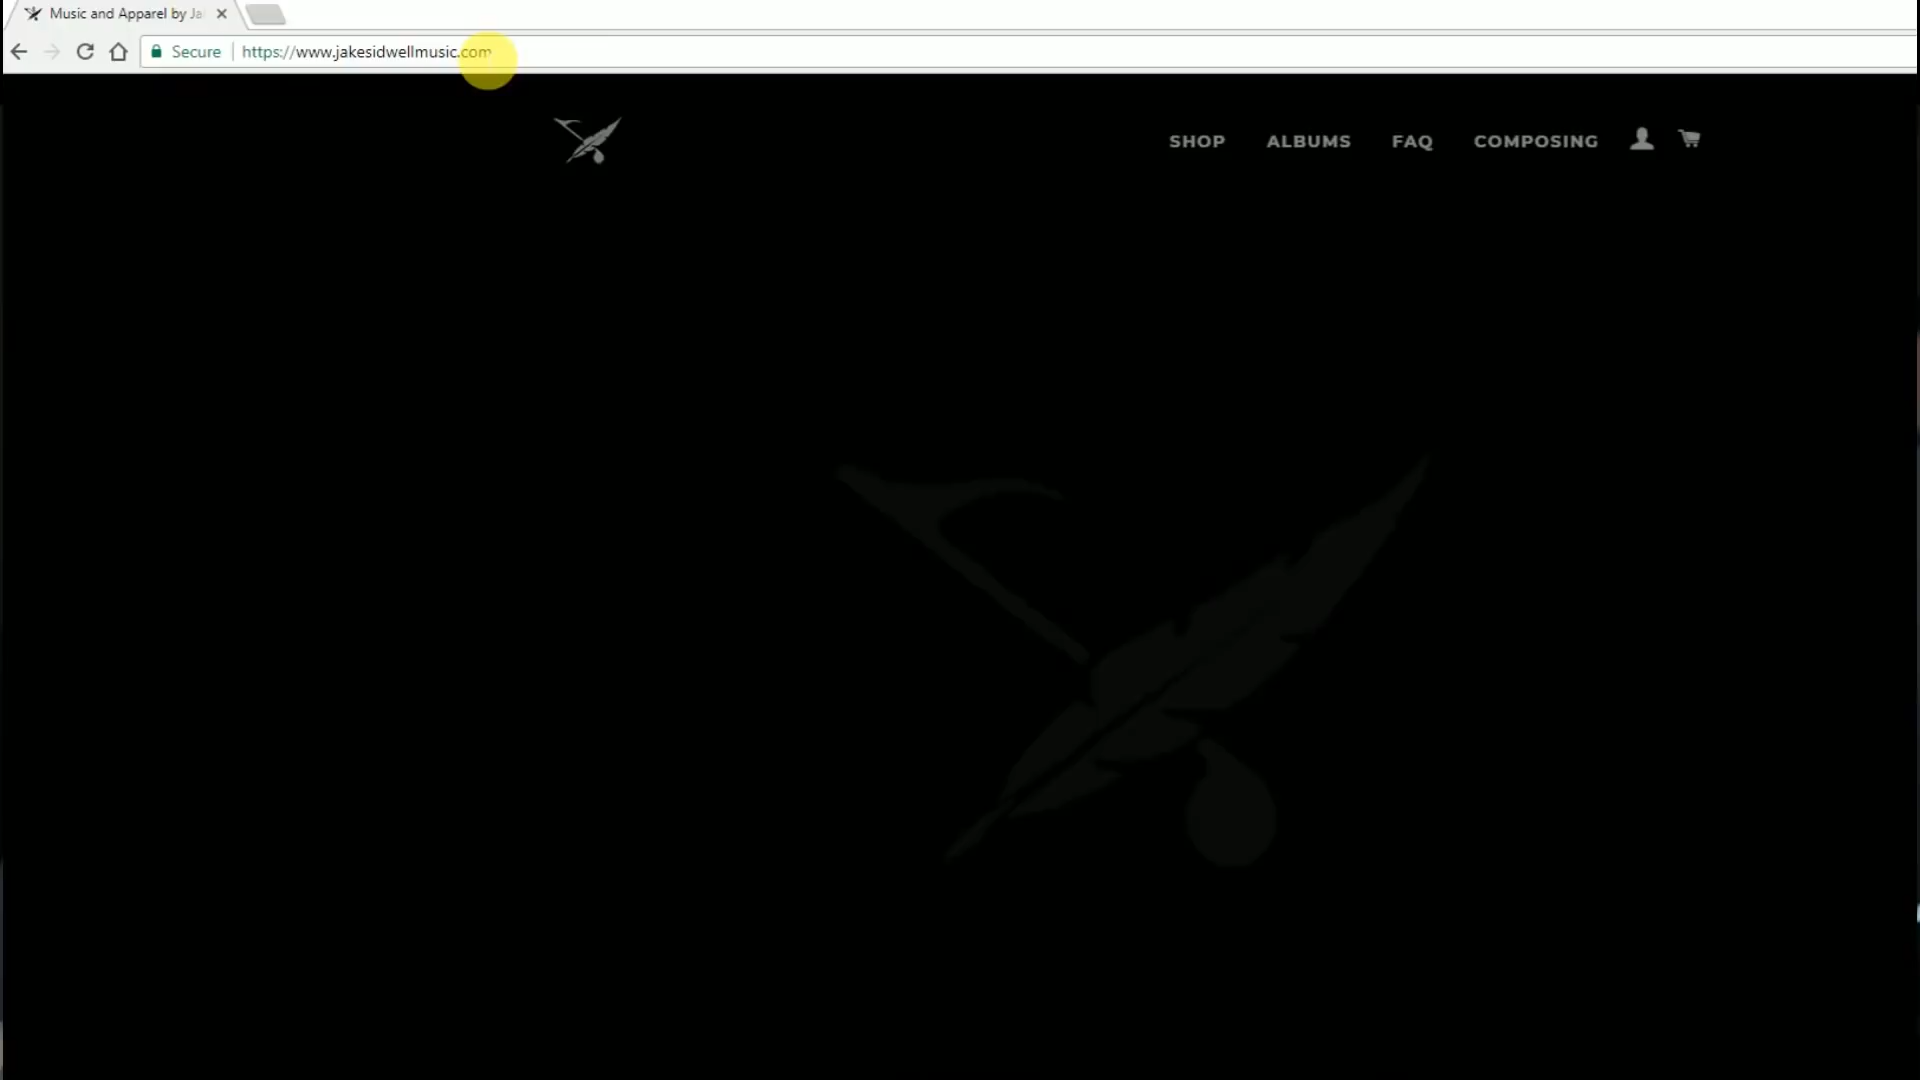 Music and Apparel by Ja
Secure https://www.jakesidwellmusic.com
SHOP ALBUMS FAQ COMPOSING